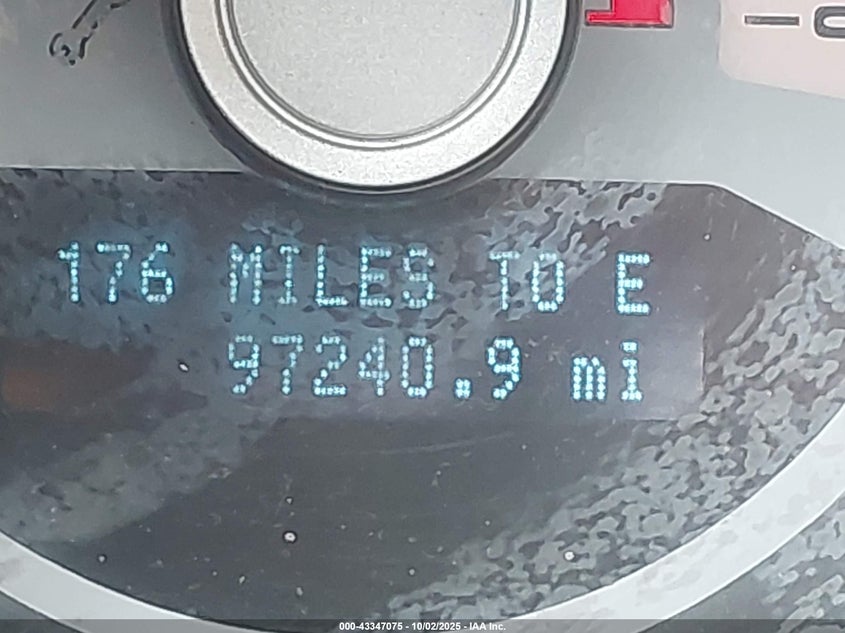 176 MILES TO E
97240.9 mi
000-43347075 - 10/02/2025 - IAA Inc.